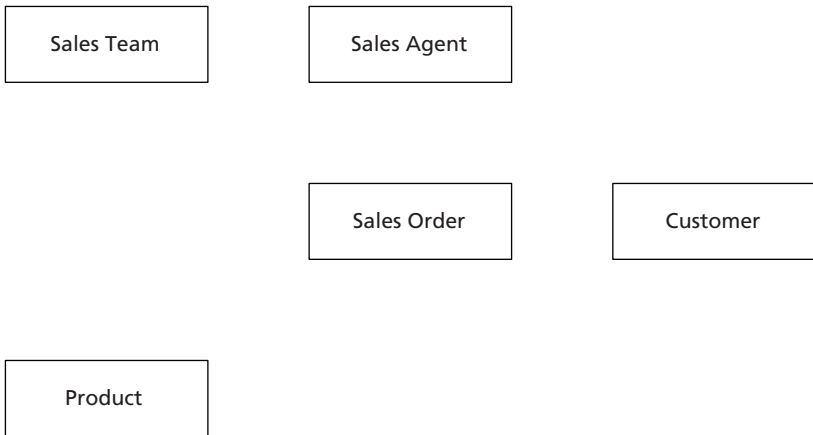 Sales Team
Sales Agent
Sales Order
Customer
Product